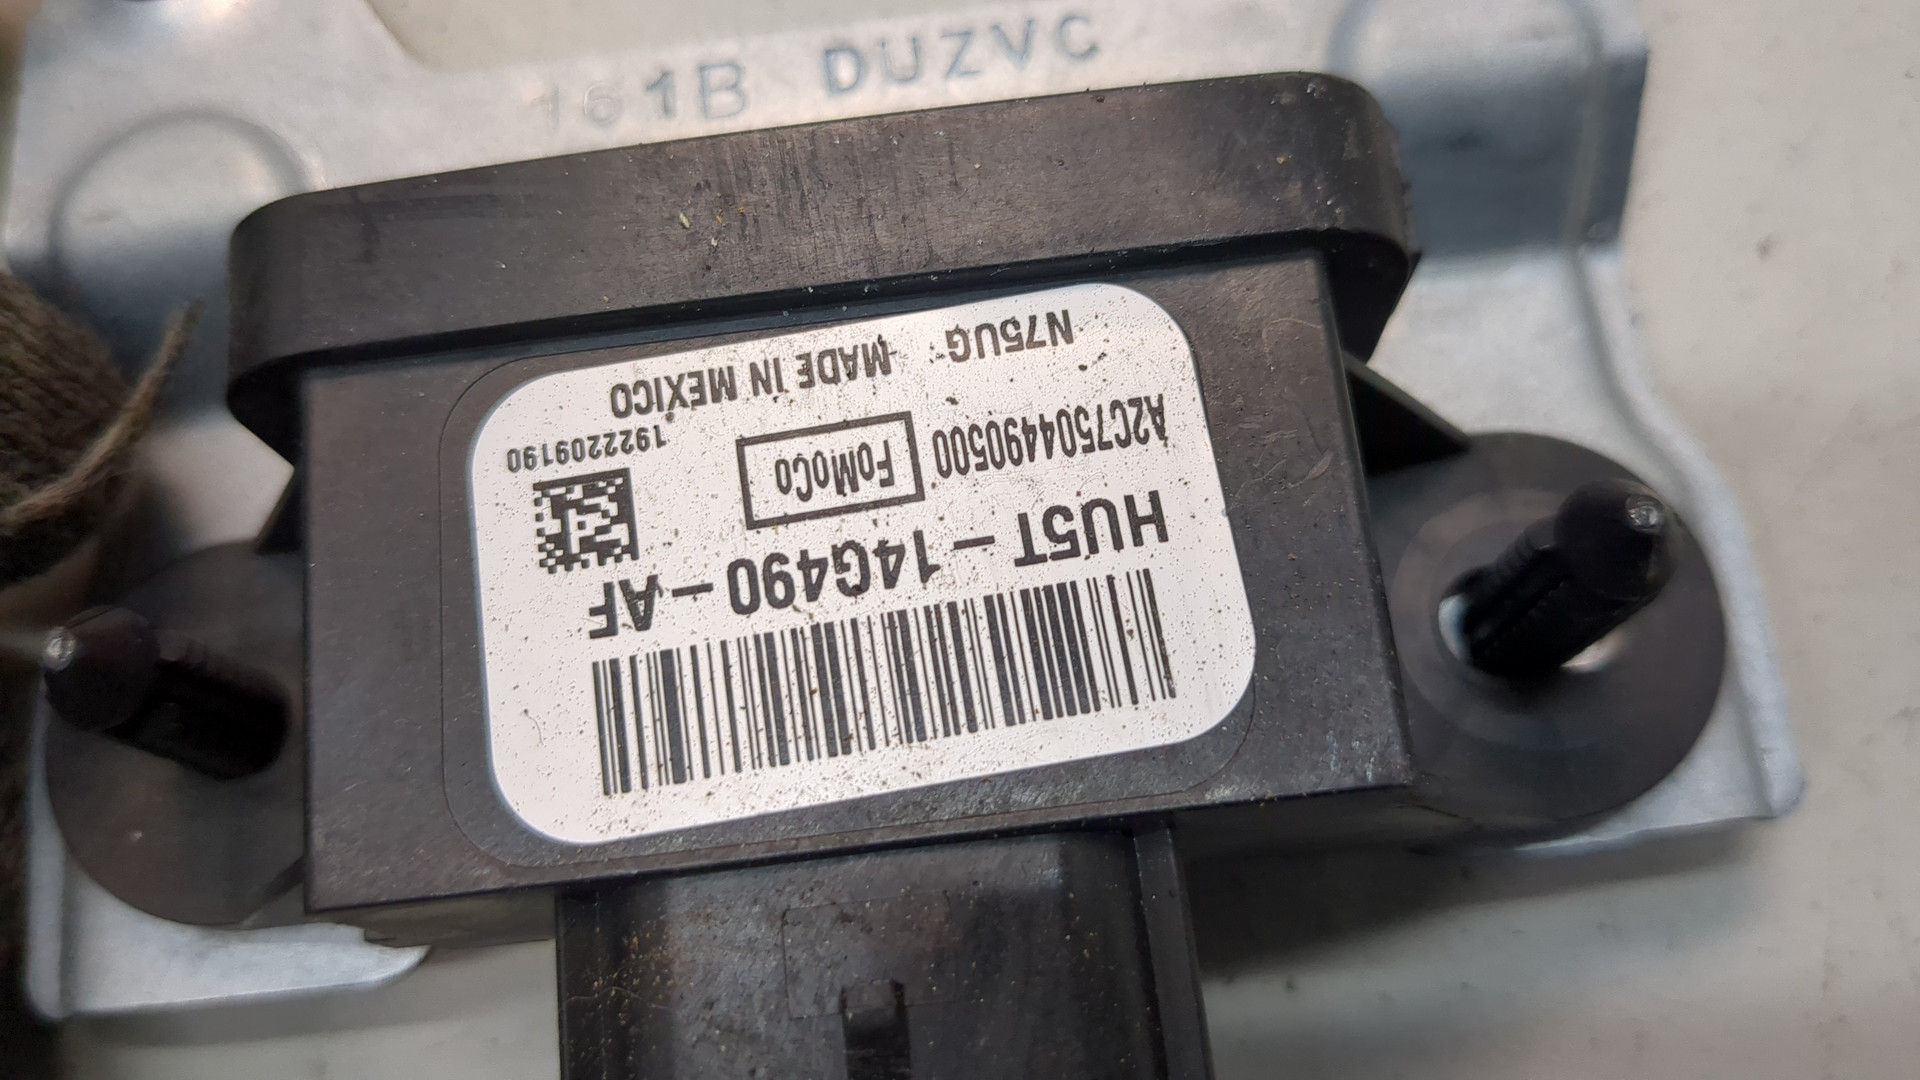 161B DUZVC
HU5T-14G490-AF
A2C7504490500 FoMoCo
1922209190
N75UG MADE IN MEXICO